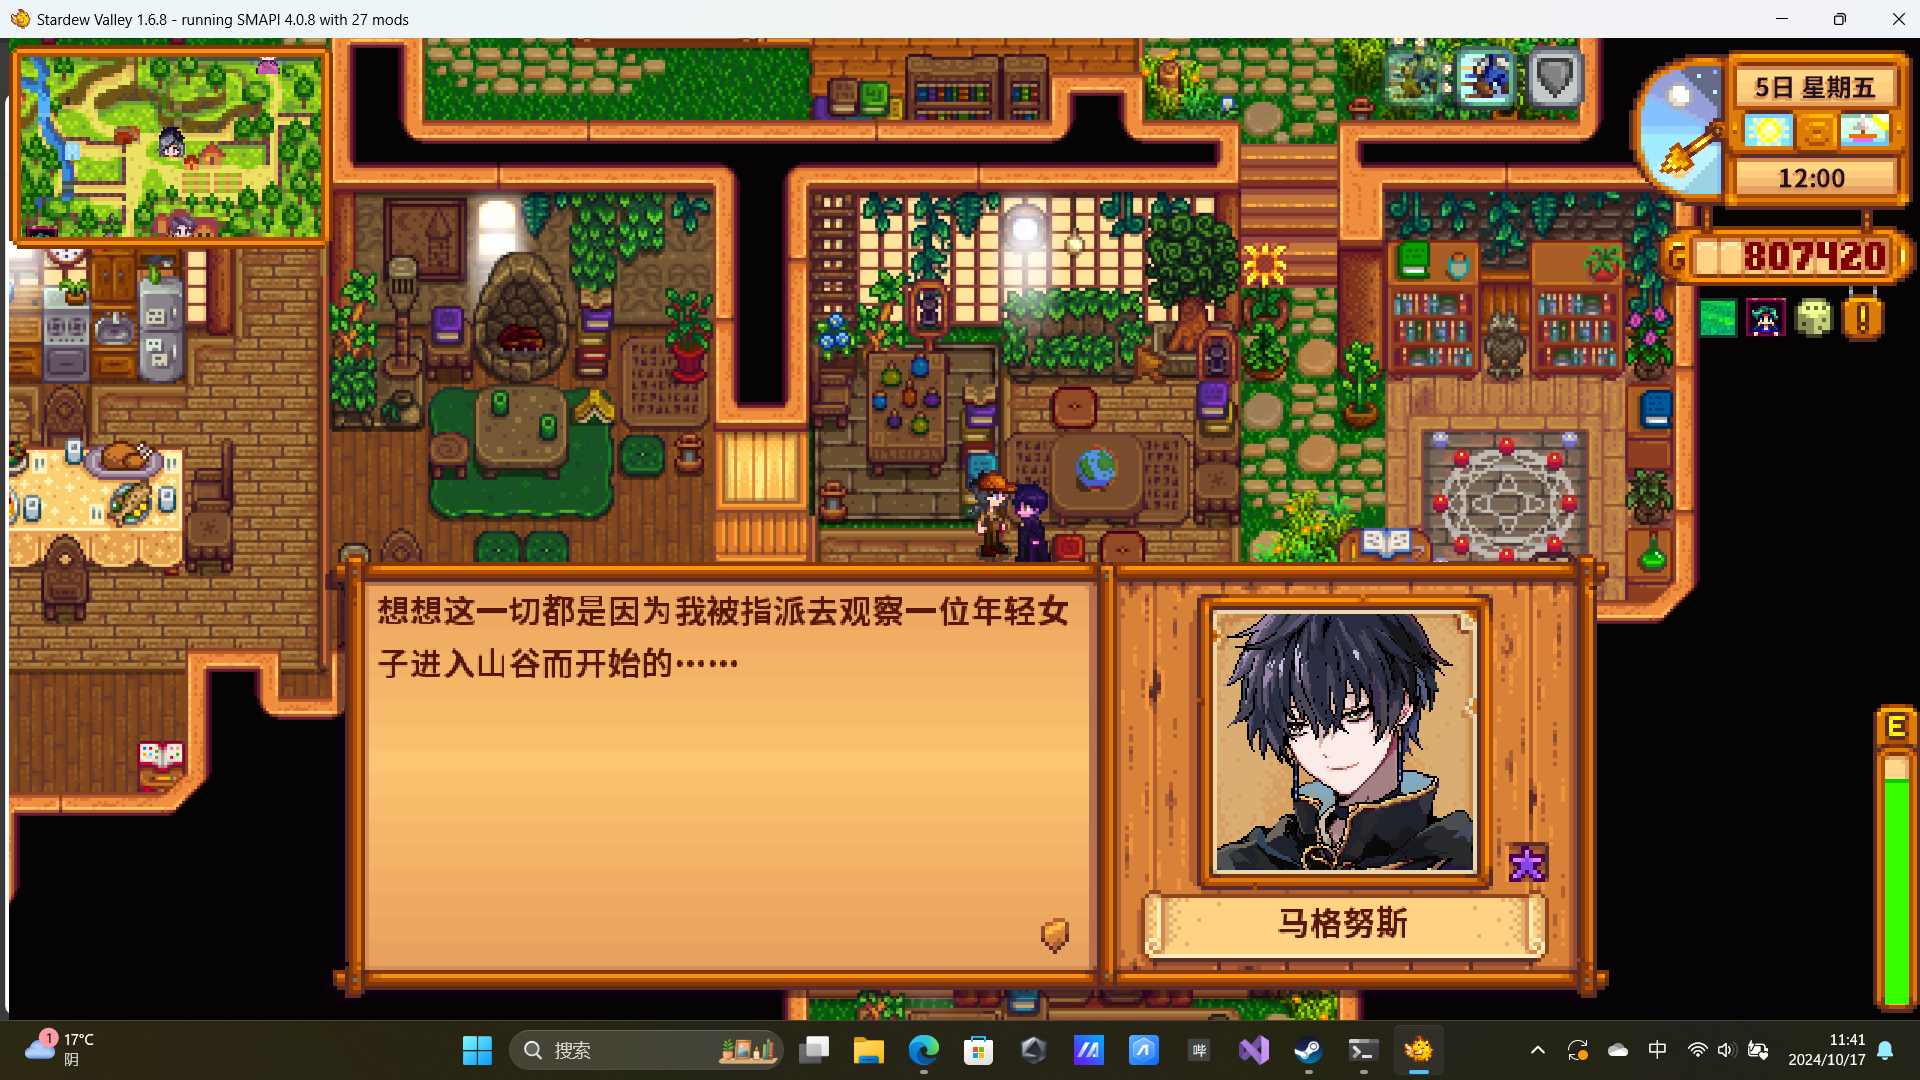 Stardew Valley 1.6.8 - running SMAPI 4.0.8 with 27 mods
5日 星期五
12:00
G 807420
想想这一切都是因为我被指派去观察一位年轻女
子进入山谷而开始的……
马格努斯
E
1
17°C
阴
搜索
哔
中
11:41
2024/10/17